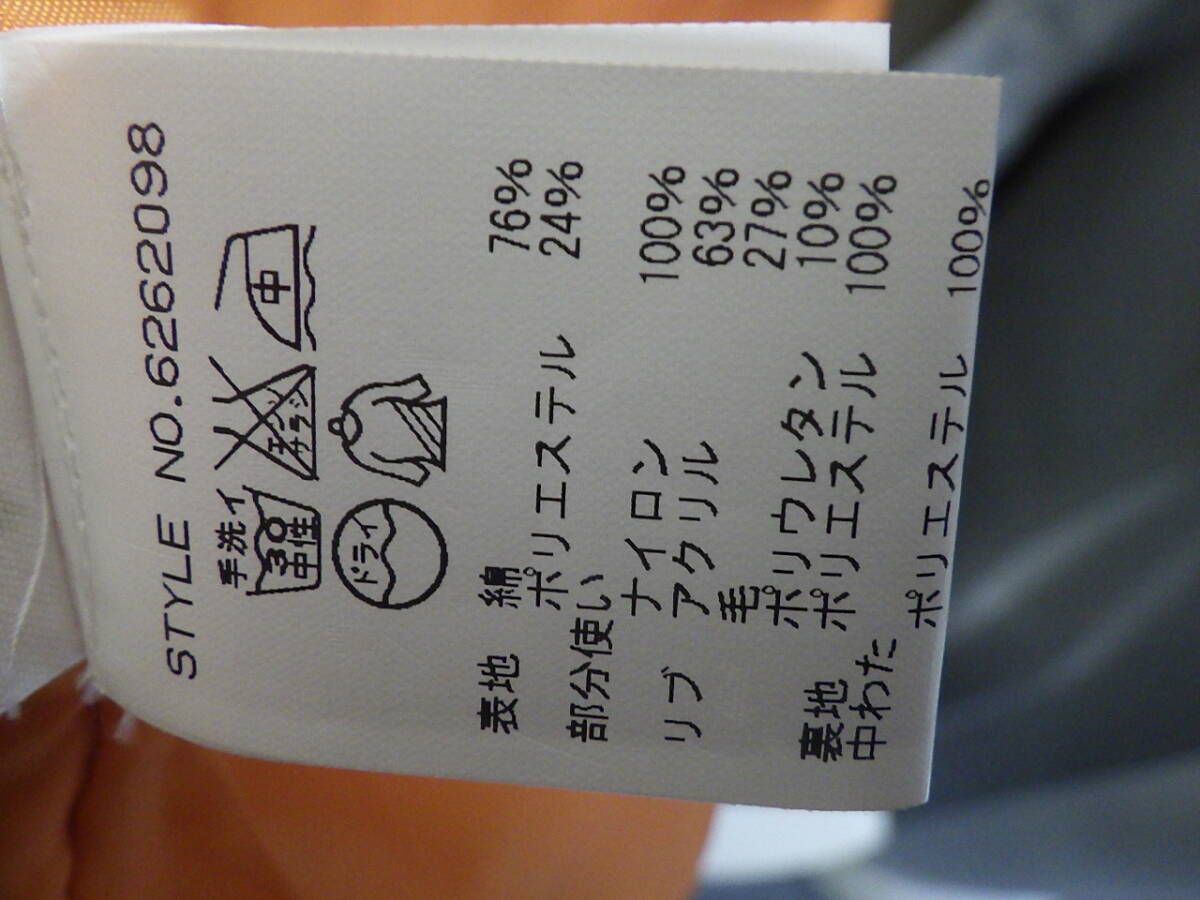 STYLE NO.6262098
手洗イ
30
中性
エンソ
サラシ
中
ドライ
表地 綿 76%
ポリエステル 24%
部分使い
ナイロン 100%
リブ アクリル 63%
毛 27%
ポリウレタン 10%
裏地 ポリエステル 100%
中わた
ポリエステル 100%